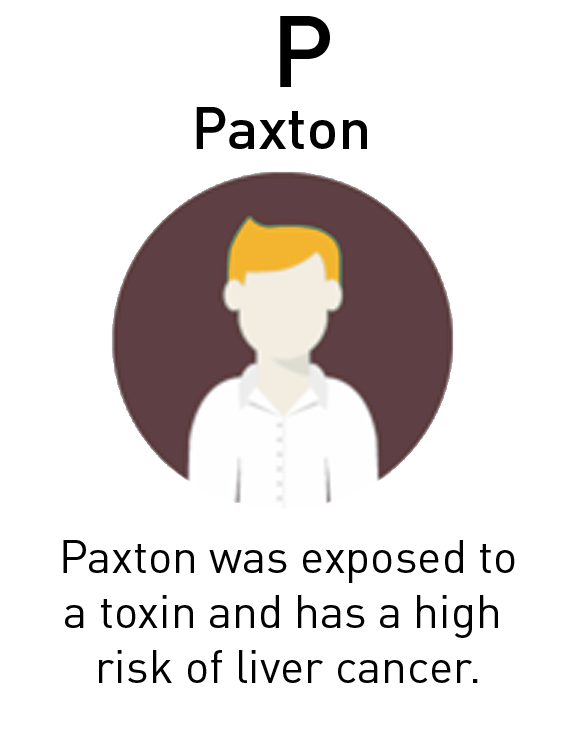 P
Paxton
Paxton was exposed to
a toxin and has a high
risk of liver cancer.